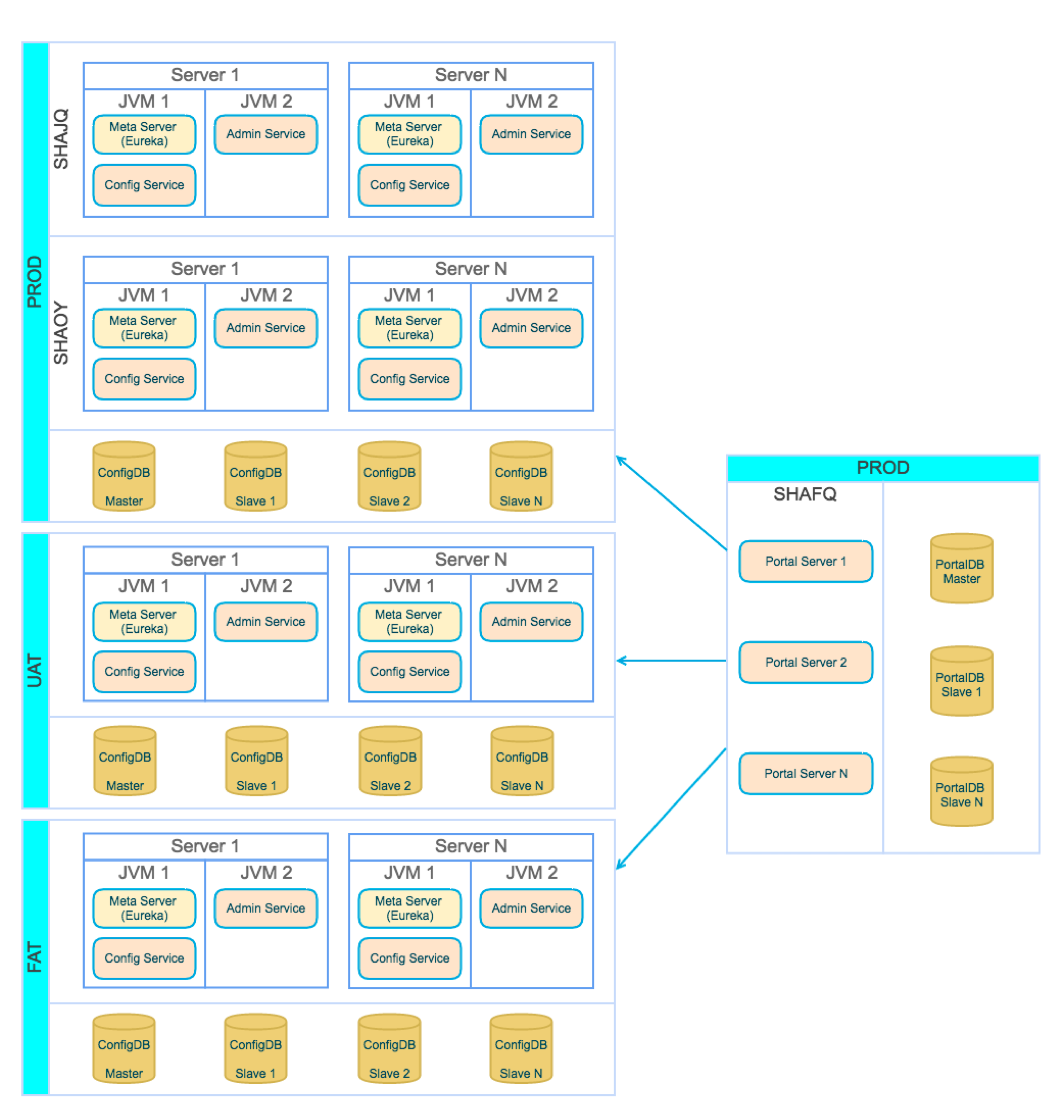 PROD
SHAJQ
Server 1
JVM 1
JVM 2
Meta Server
(Eureka)
Admin Service
Config Service
Server N
JVM 1
JVM 2
Meta Server
(Eureka)
Admin Service
Config Service
SHAOY
Server 1
JVM 1
JVM 2
Meta Server
(Eureka)
Admin Service
Config Service
Server N
JVM 1
JVM 2
Meta Server
(Eureka)
Admin Service
Config Service
ConfigDB
Master
ConfigDB
Slave 1
ConfigDB
Slave 2
ConfigDB
Slave N
UAT
Server 1
JVM 1
JVM 2
Meta Server
(Eureka)
Admin Service
Config Service
Server N
JVM 1
JVM 2
Meta Server
(Eureka)
Admin Service
Config Service
ConfigDB
Master
ConfigDB
Slave 1
ConfigDB
Slave 2
ConfigDB
Slave N
FAT
Server 1
JVM 1
JVM 2
Meta Server
(Eureka)
Admin Service
Config Service
Server N
JVM 1
JVM 2
Meta Server
(Eureka)
Admin Service
Config Service
ConfigDB
Master
ConfigDB
Slave 1
ConfigDB
Slave 2
ConfigDB
Slave N
PROD
SHAFQ
Portal Server 1
Portal Server 2
Portal Server N
PortalDB
Master
PortalDB
Slave 1
PortalDB
Slave N